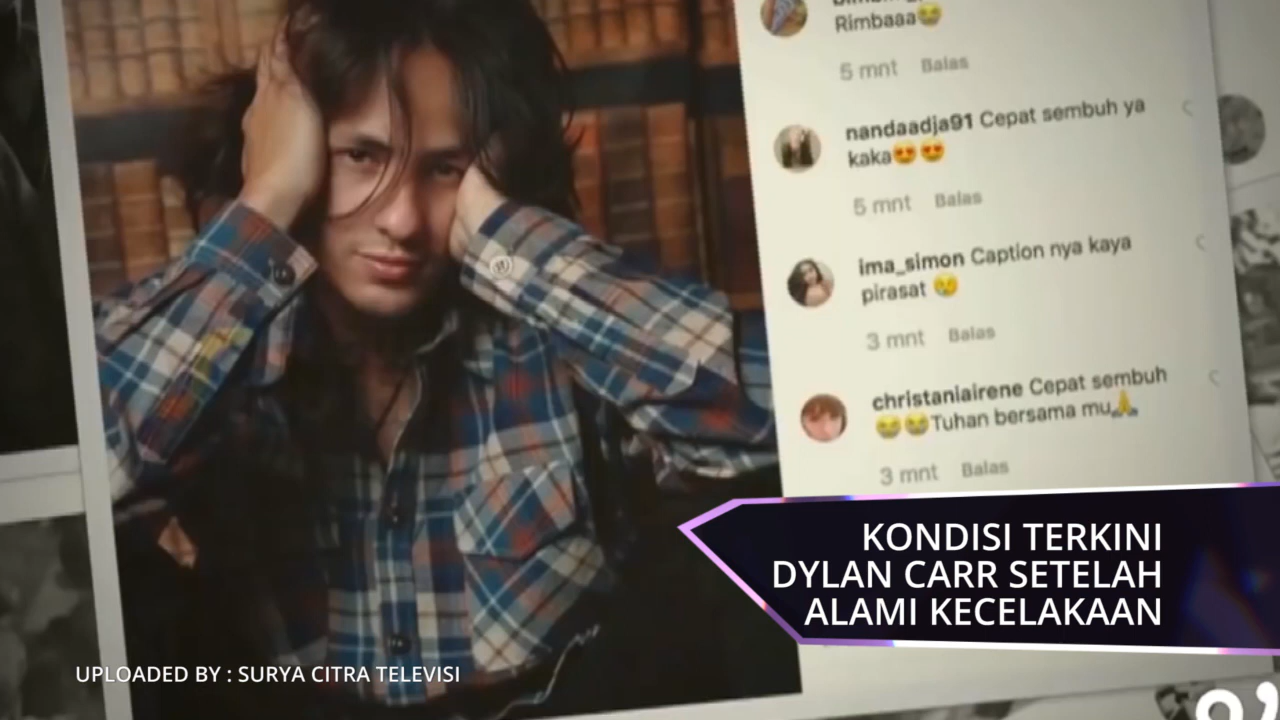 Rimbaaa😭
5 mnt Balas
nandaadja91 Cepat sembuh ya
kaka😍😍
5 mnt Balas
ima_simon Caption nya kaya
pirasat 😢
3 mnt Balas
christanlairene Cepat sembuh
😭😭Tuhan bersama mu🙏
3 mnt Balas
KONDISI TERKINI
DYLAN CARR SETELAH
ALAMI KECELAKAAN
UPLOADED BY : SURYA CITRA TELEVISI